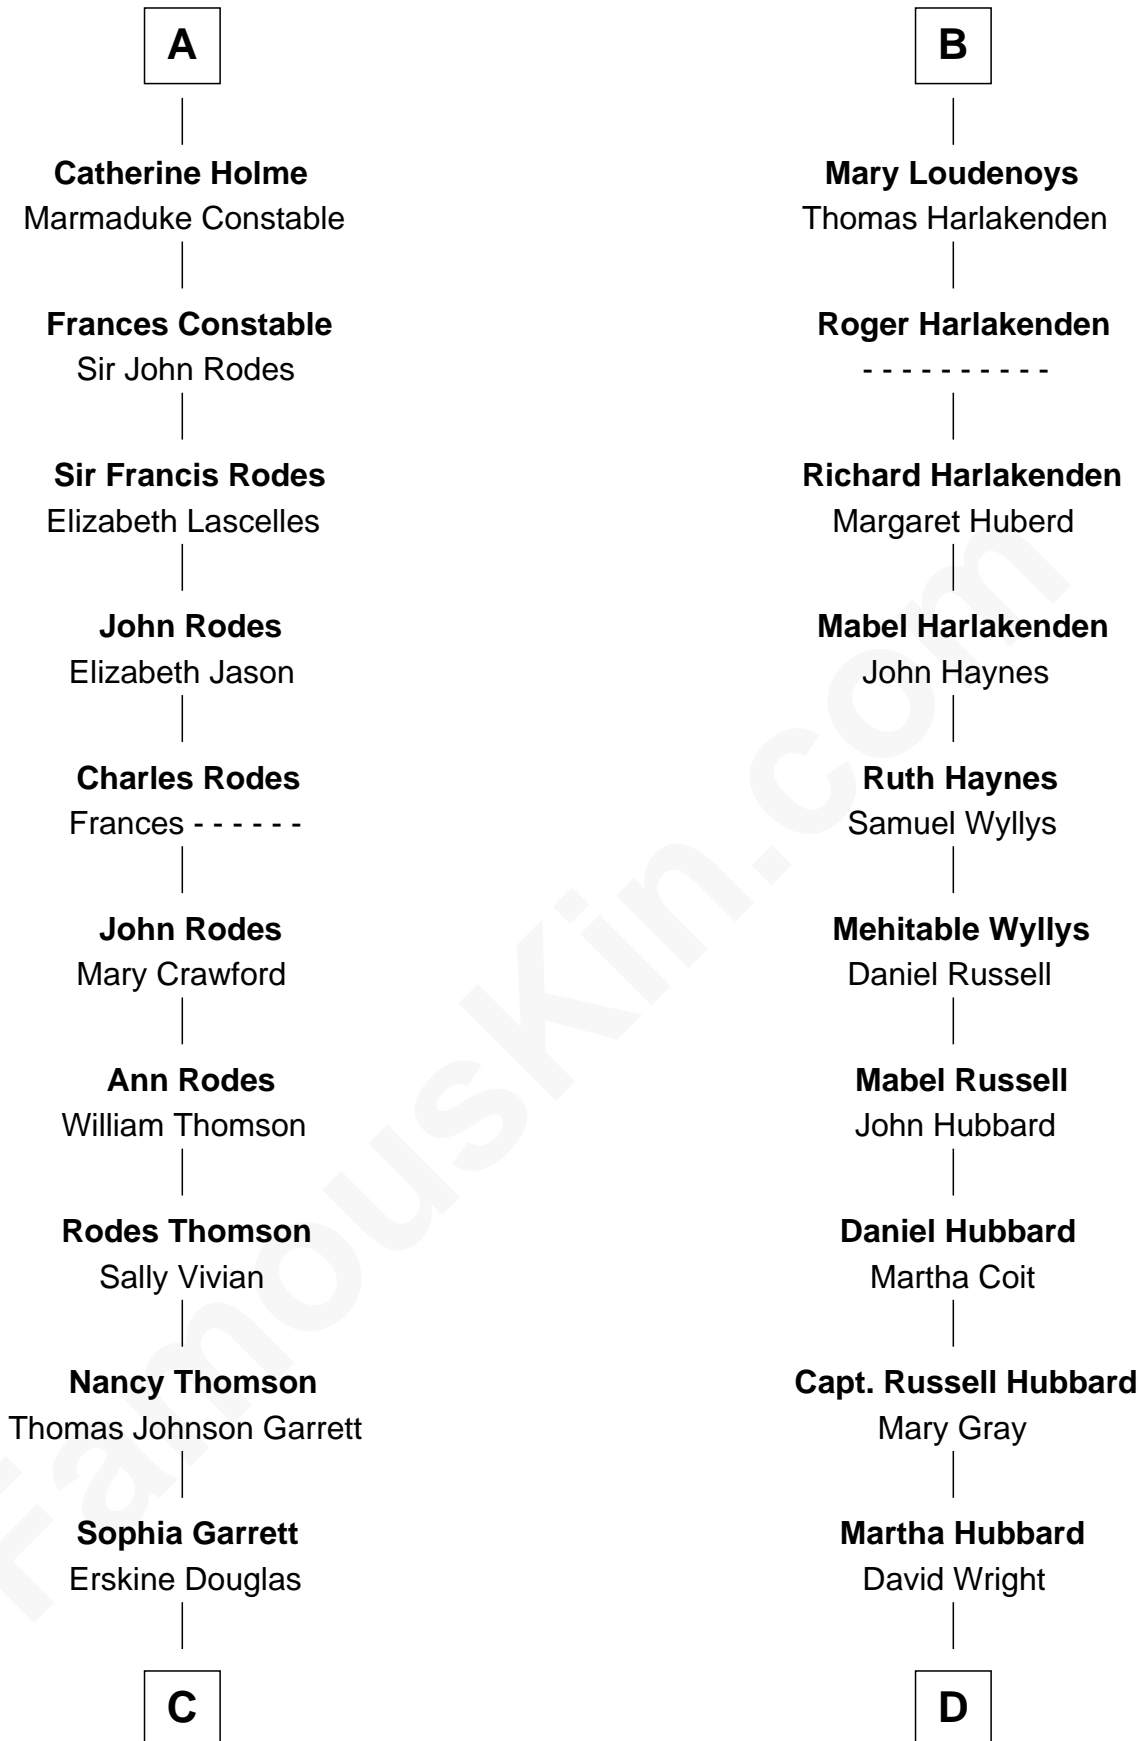 A
Catherine Holme
Marmaduke Constable
Frances Constable
Sir John Rodes
Sir Francis Rodes
Elizabeth Lascelles
John Rodes
Elizabeth Jason
Charles Rodes
Frances - - - - - -
John Rodes
Mary Crawford
Ann Rodes
William Thomson
Rodes Thomson
Sally Vivian
Nancy Thomson
Thomas Johnson Garrett
Sophia Garrett
Erskine Douglas
C
B
Mary Loudenoys
Thomas Harlakenden
Roger Harlakenden
- - - - - - - - - -
Richard Harlakenden
Margaret Huberd
Mabel Harlakenden
John Haynes
Ruth Haynes
Samuel Wyllys
Mehitable Wyllys
Daniel Russell
Mabel Russell
John Hubbard
Daniel Hubbard
Martha Coit
Capt. Russell Hubbard
Mary Gray
Martha Hubbard
David Wright
D
FamousKin.com